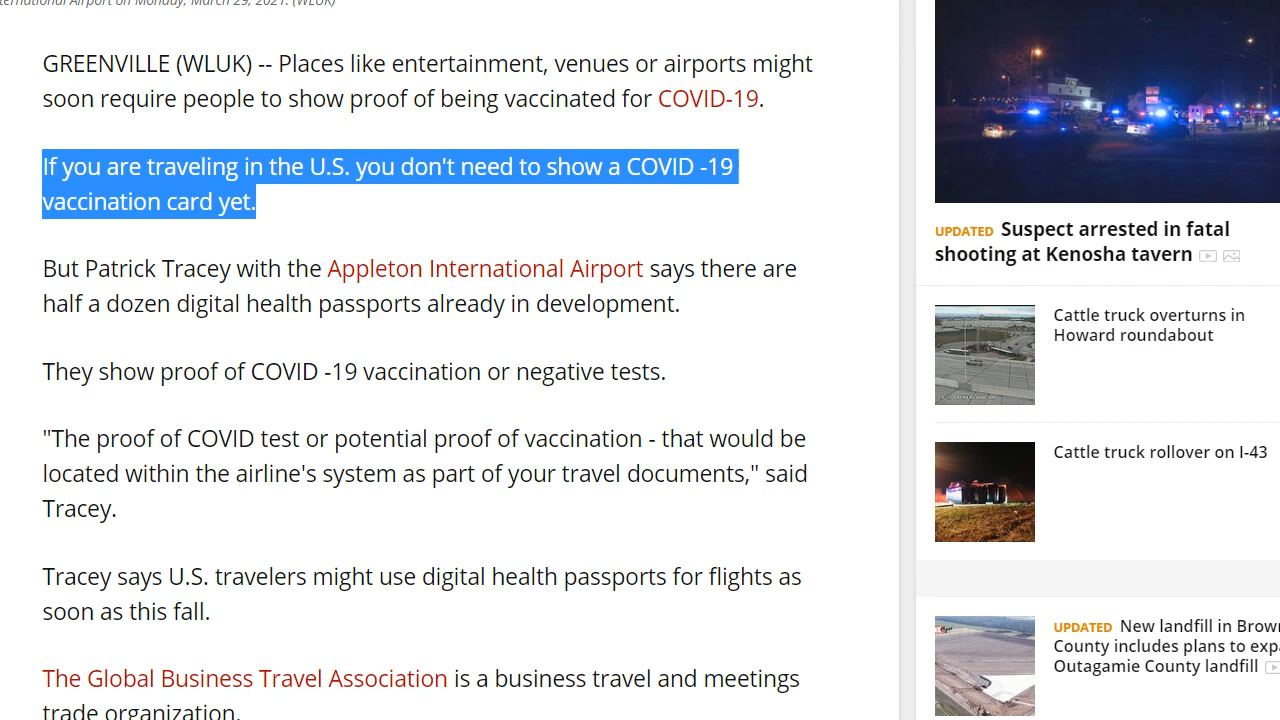 ternational Airport on Monday, March 29, 2021. (WLUK)
GREENVILLE (WLUK) -- Places like entertainment, venues or airports might
soon require people to show proof of being vaccinated for COVID-19.
If you are traveling in the U.S. you don't need to show a COVID -19
vaccination card yet.
But Patrick Tracey with the Appleton International Airport says there are
half a dozen digital health passports already in development.
They show proof of COVID -19 vaccination or negative tests.
"The proof of COVID test or potential proof of vaccination - that would be
located within the airline's system as part of your travel documents," said
Tracey.
Tracey says U.S. travelers might use digital health passports for flights as
soon as this fall.
The Global Business Travel Association is a business travel and meetings
trade organization.
UPDATED Suspect arrested in fatal
shooting at Kenosha tavern
Cattle truck overturns in
Howard roundabout
Cattle truck rollover on I-43
UPDATED New landfill in Brown
County includes plans to expa
Outagamie County landfill